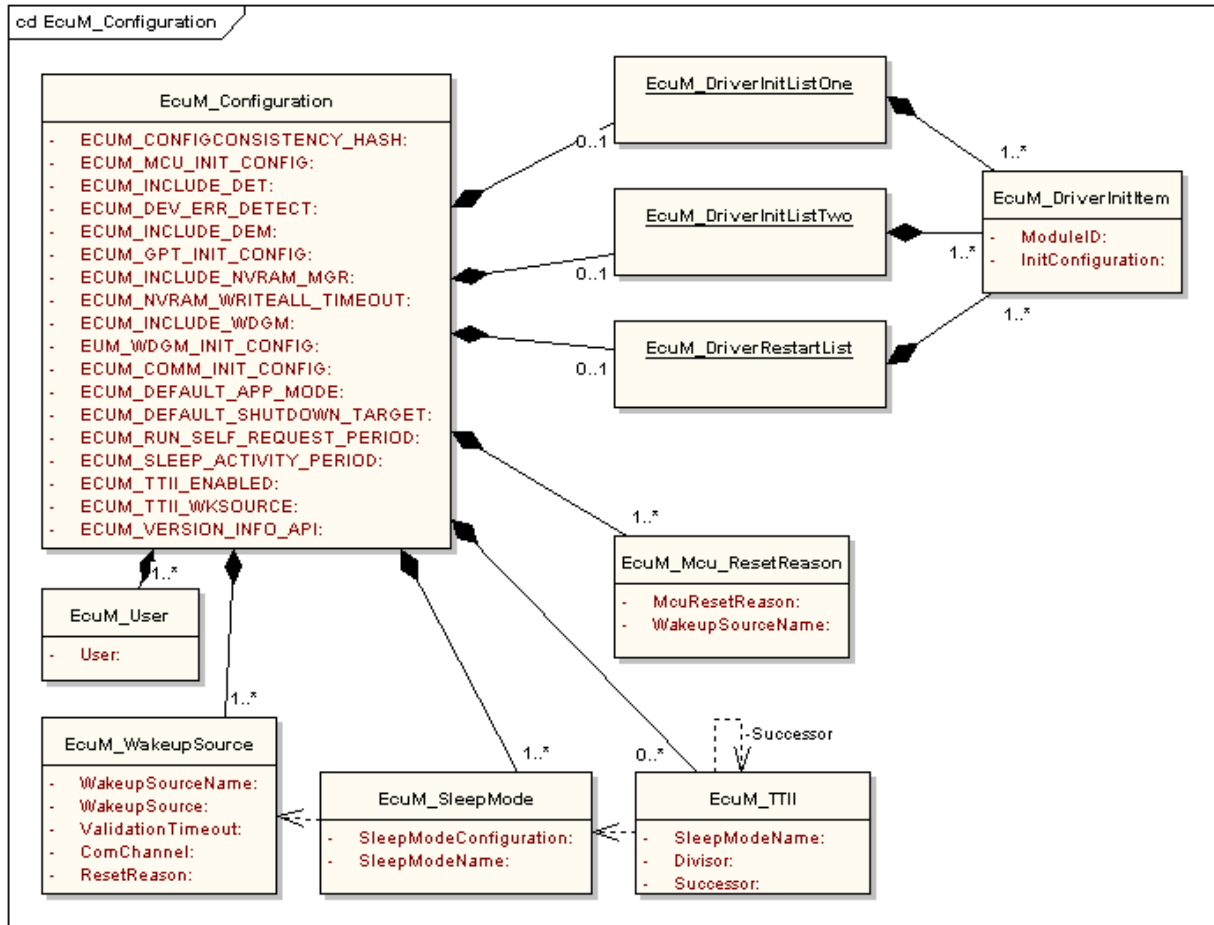 cd EcuM_Configuration
EcuM_Configuration
- ECUM_CONFIGCONSISTENCY_HASH:
- ECUM_MCU_INIT_CONFIG:
- ECUM_INCLUDE_DET:
- ECUM_DEV_ERR_DETECT:
- ECUM_INCLUDE_DEM:
- ECUM_GPT_INIT_CONFIG:
- ECUM_INCLUDE_NVRAM_MGR:
- ECUM_NVRAM_WRITEALL_TIMEOUT:
- ECUM_INCLUDE_WDGM:
- EUM_WDGM_INIT_CONFIG:
- ECUM_COMM_INIT_CONFIG:
- ECUM_DEFAULT_APP_MODE:
- ECUM_DEFAULT_SHUTDOWN_TARGET:
- ECUM_RUN_SELF_REQUEST_PERIOD:
- ECUM_SLEEP_ACTIVITY_PERIOD:
- ECUM_TTII_ENABLED:
- ECUM_TTII_WKSOURCE:
- ECUM_VERSION_INFO_API:
EcuM_DriverInitListOne
0..1
1..*
EcuM_DriverInitListTwo
0..1
1..*
EcuM_DriverRestartList
0..1
1..*
EcuM_DriverInitItem
- ModuleID:
- InitConfiguration:
1..*
EcuM_Mcu_ResetReason
- McuResetReason:
- WakeupSourceName:
1..*
EcuM_User
- User:
1..*
EcuM_WakeupSource
- WakeupSourceName:
- WakeupSource:
- ValidationTimeout:
- ComChannel:
- ResetReason:
1..*
EcuM_SleepMode
- SleepModeConfiguration:
- SleepModeName:
0..*
-Successor
EcuM_TTII
- SleepModeName:
- Divisor:
- Successor: